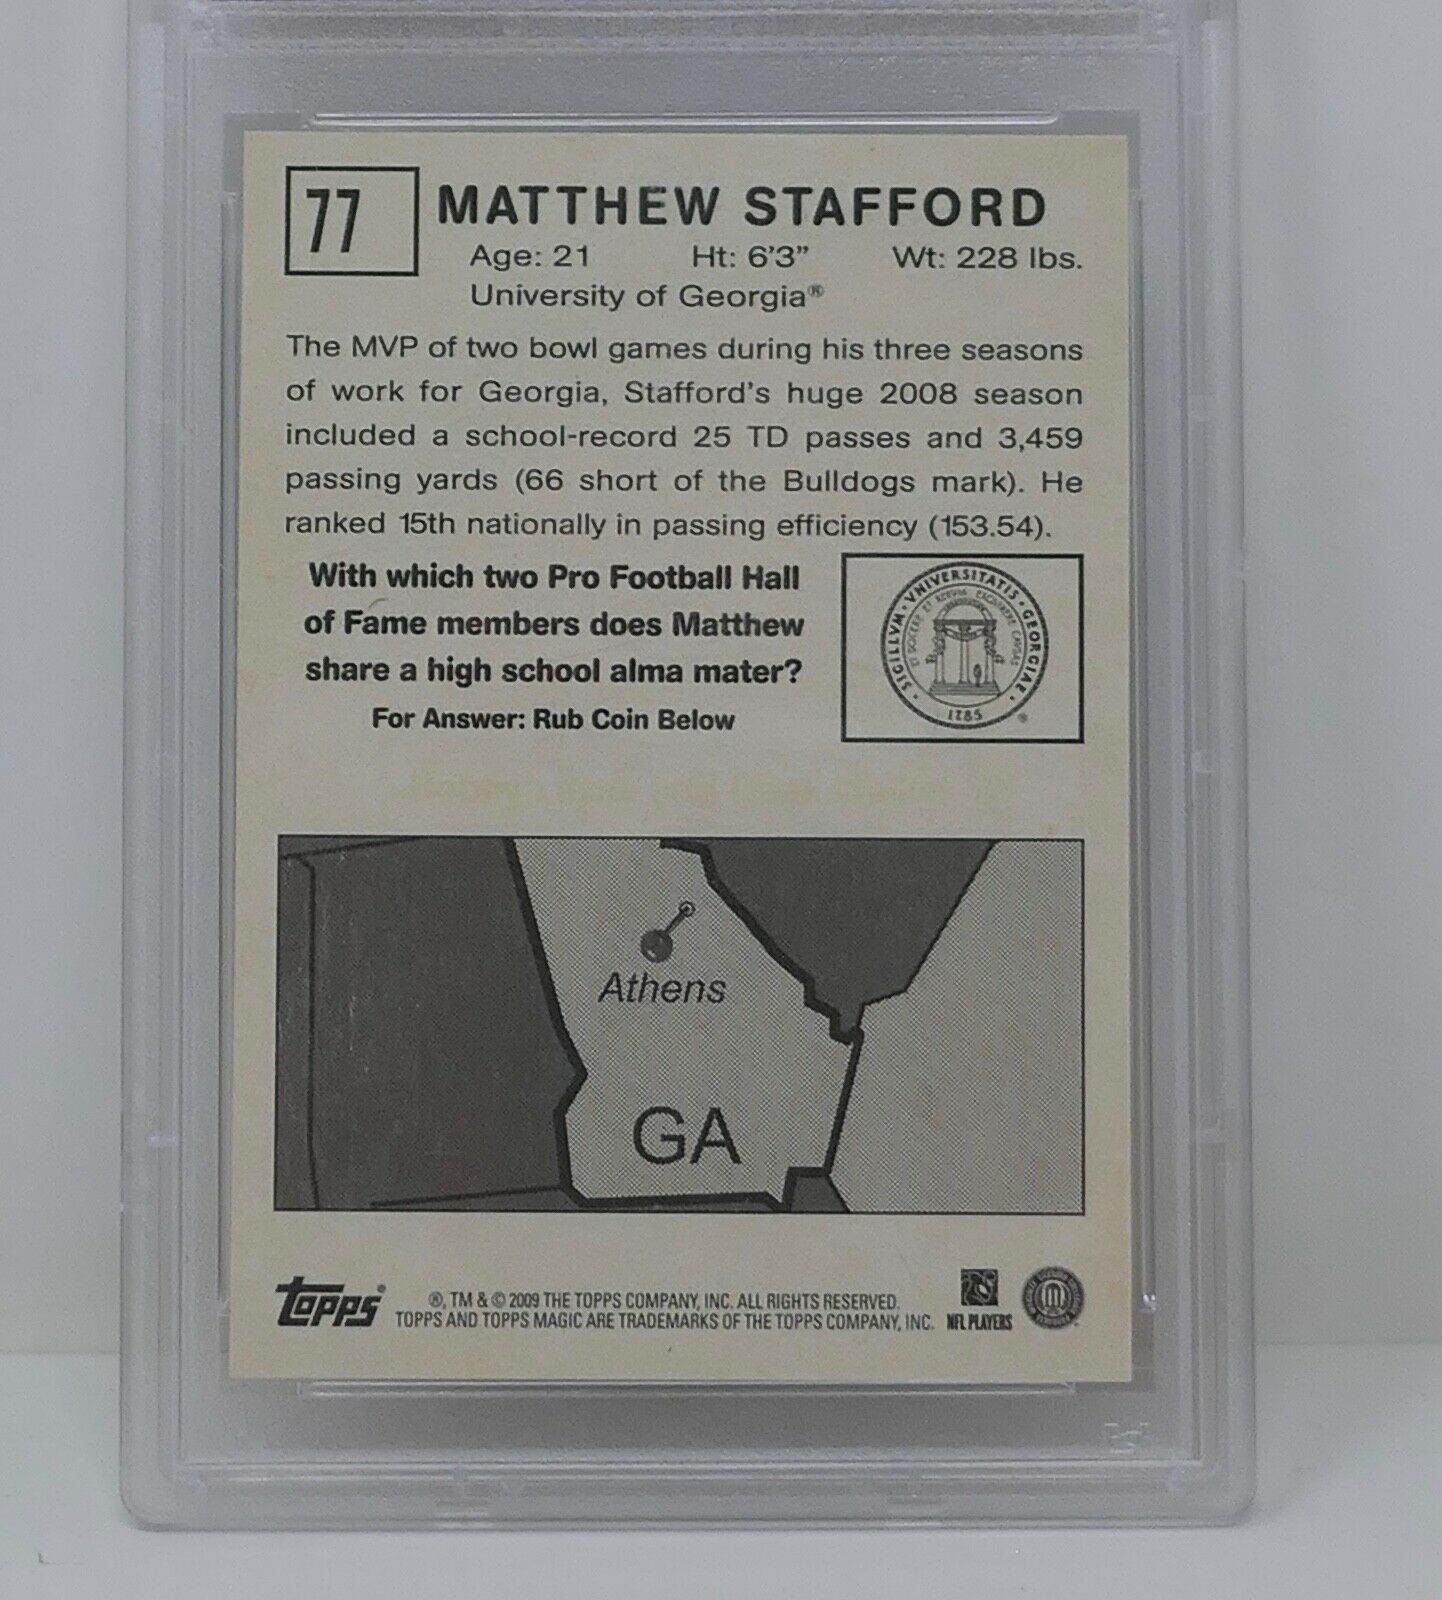 77
MATTHEW STAFFORD
Age: 21 Ht: 6'3" Wt: 228 lbs.
University of Georgia®
The MVP of two bowl games during his three seasons
of work for Georgia, Stafford's huge 2008 season
included a school-record 25 TD passes and 3,459
passing yards (66 short of the Bulldogs mark). He
ranked 15th nationally in passing efficiency (153.54).
With which two Pro Football Hall
of Fame members does Matthew
share a high school alma mater?
For Answer: Rub Coin Below
SIGILLVM · VNIVERSITATIS · GEORGIAE ·
1785
®
Athens
GA
topps®
®, TM & © 2009 THE TOPPS COMPANY, INC. ALL RIGHTS RESERVED.
TOPPS AND TOPPS MAGIC ARE TRADEMARKS OF THE TOPPS COMPANY, INC.
NFL PLAYERS